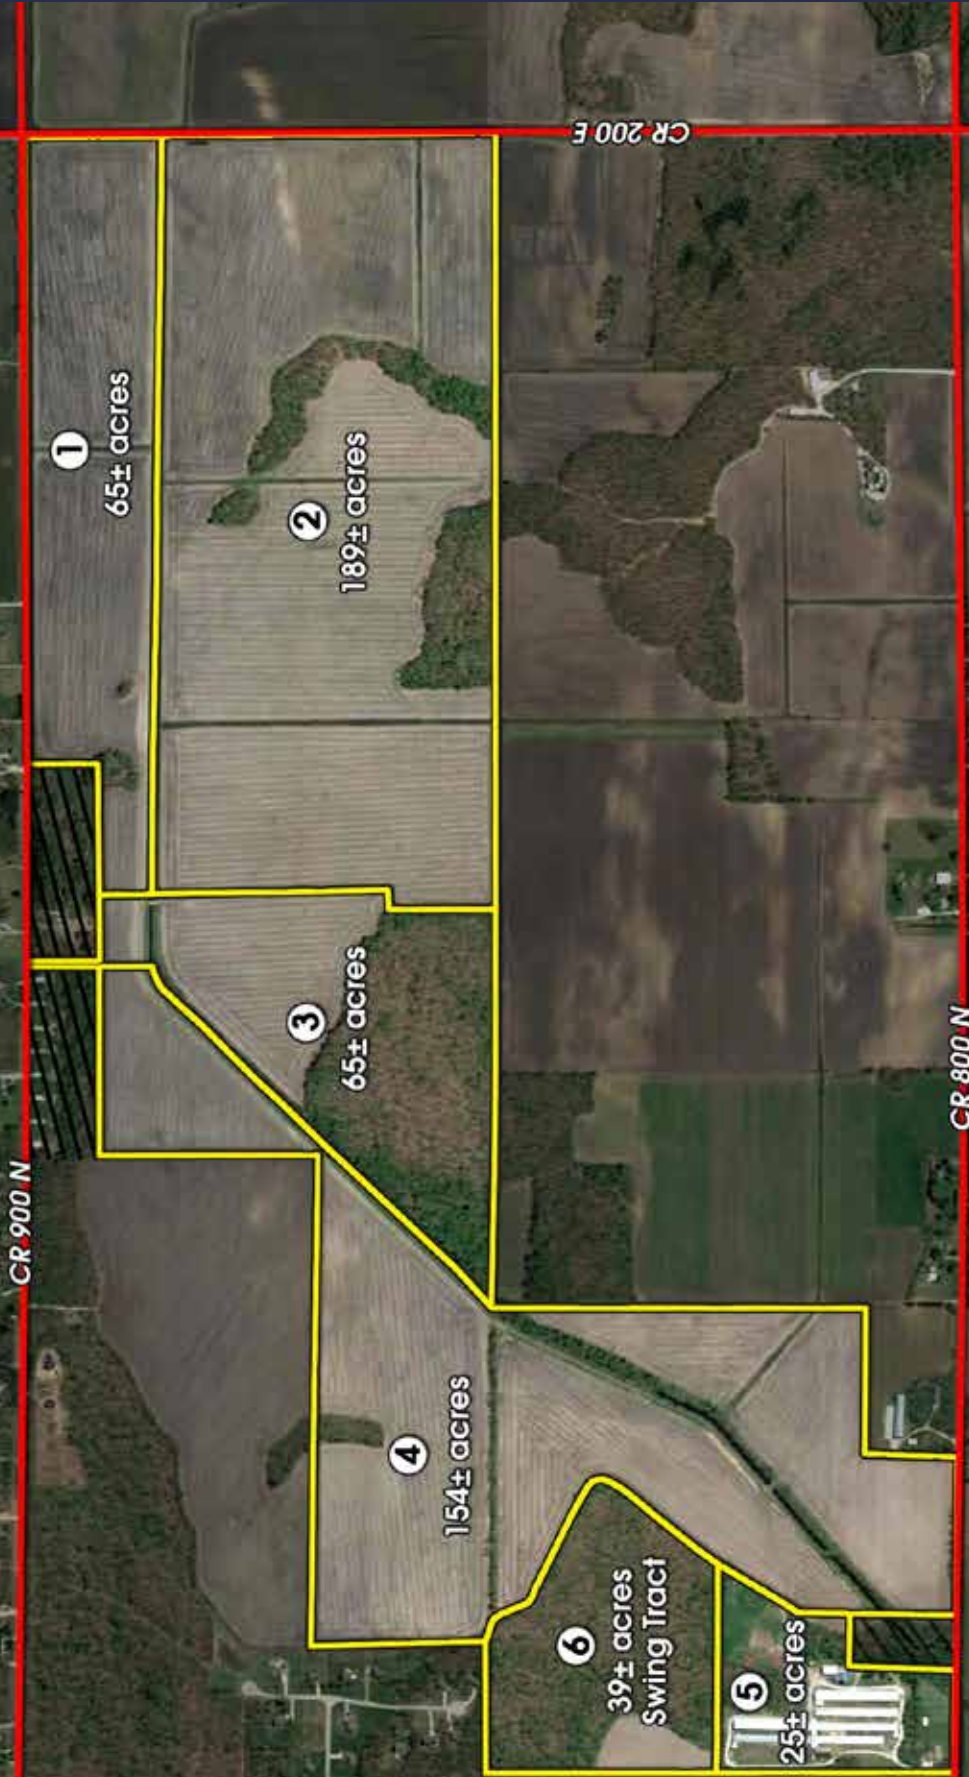 CR 900 N
1
65± acres
2
189± acres
3
65± acres
4
154± acres
6
39± acres
Swing Tract
5
25± acres
CR 200 E
CR 800 N